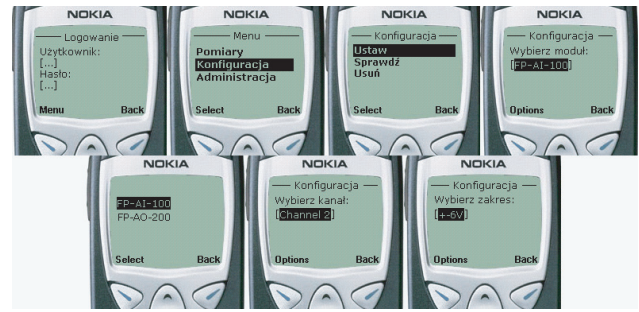 NOKIA
Logowanie
Użytkownik:
[...]
Hasło:
[...]
Menu Back
NOKIA
Menu
Pomiary
Konfiguracja
Administracja
Select Back
NOKIA
Konfiguracja
Ustaw
Sprawdź
Usuń
Select Back
NOKIA
Konfiguracja
Wybierz moduł:
[FP-AI-100]
Options Back
NOKIA
FP-AI-100
FP-AO-200
Select Back
NOKIA
Konfiguracja
Wybierz kanał:
[Channel 2]
Options Back
NOKIA
Konfiguracja
Wybierz zakres:
[+-6V]
Options Back